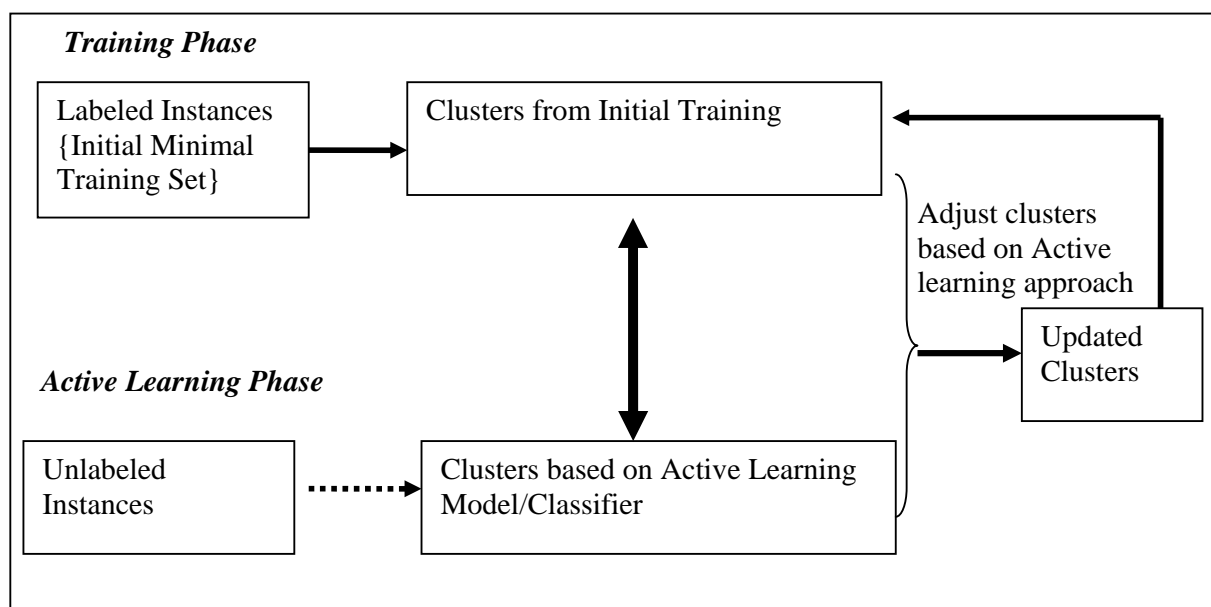 Training Phase
Labeled Instances
{Initial Minimal
Training Set}
Clusters from Initial Training
Adjust clusters
based on Active
learning approach
Updated
Clusters
Active Learning Phase
Unlabeled
Instances
Clusters based on Active Learning
Model/Classifier